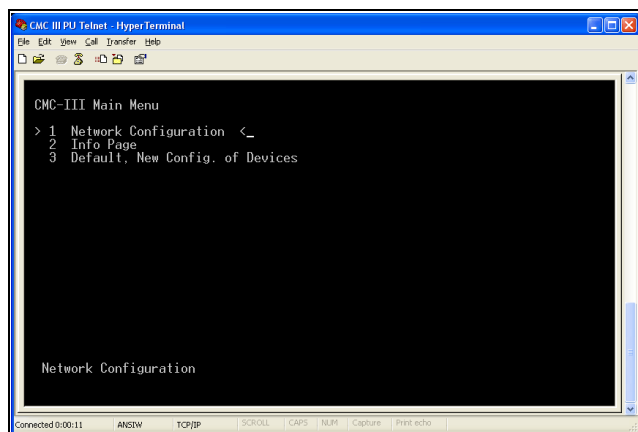 CMC III PU Telnet - HyperTerminal
File Edit View Call Transfer Help
CMC-III Main Menu
> 1 Network Configuration <_
2 Info Page
3 Default, New Config. of Devices
Network Configuration
Connected 0:00:11 ANSIW TCP/IP SCROLL CAPS NUM Capture Print echo